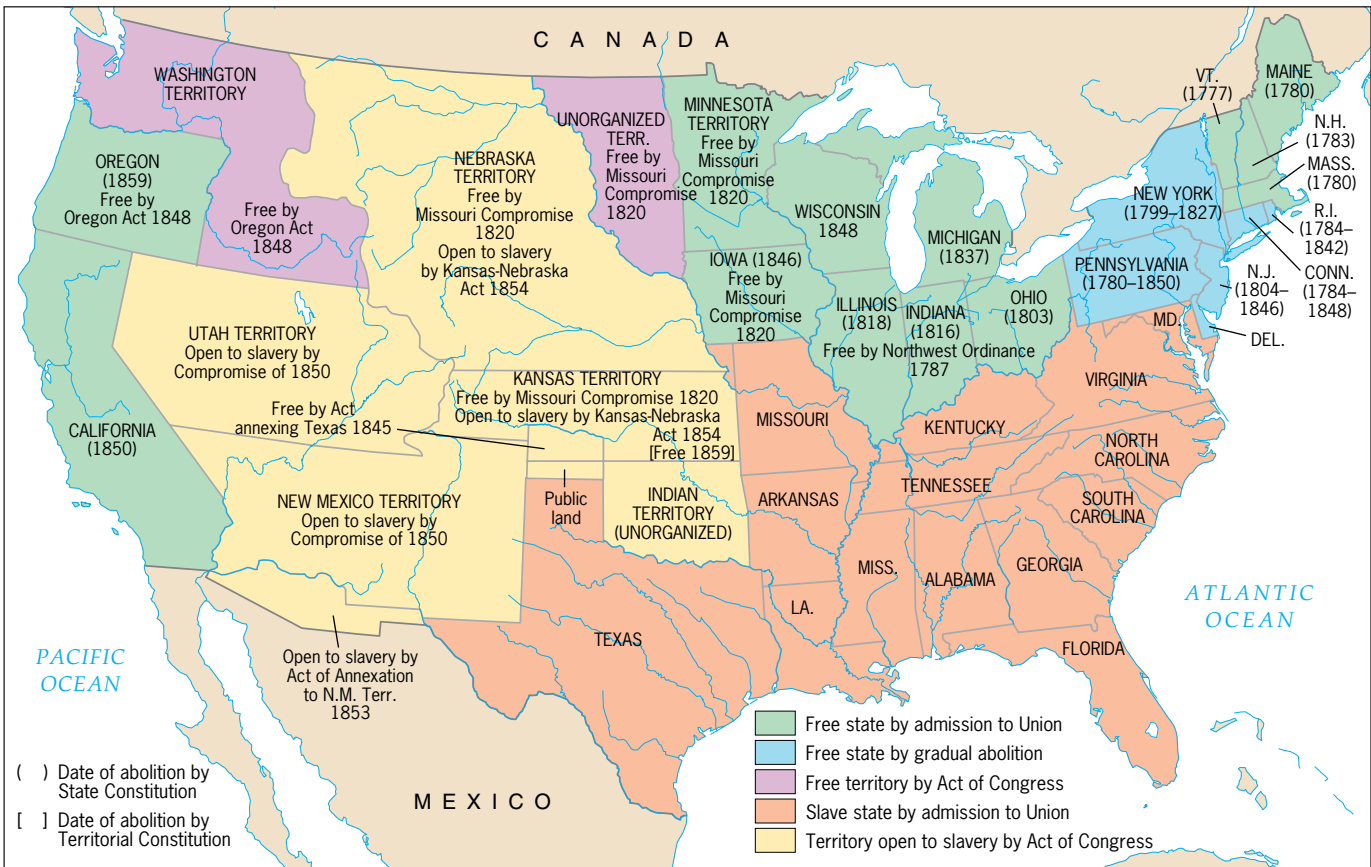 CANADA
WASHINGTON
TERRITORY
OREGON
(1859)
Free by
Oregon Act 1848
Free by
Oregon Act
1848
NEBRASKA
TERRITORY
Free by
Missouri Compromise
1820
Open to slavery
by Kansas-Nebraska
Act 1854
UNORGANIZED
TERR.
Free by
Missouri
Compromise
1820
MINNESOTA
TERRITORY
Free by
Missouri
Compromise
1820
WISCONSIN
1848
MICHIGAN
(1837)
IOWA (1846)
Free by
Missouri
Compromise
1820
ILLINOIS
(1818)
INDIANA
(1816)
OHIO
(1803)
Free by Northwest Ordinance
1787
VT.
(1777)
MAINE
(1780)
N.H.
(1783)
MASS.
(1780)
NEW YORK
(1799–1827)
R.I.
(1784–
1842)
PENNSYLVANIA
(1780–1850)
N.J.
(1804–
1846)
CONN.
(1784–
1848)
MD.
DEL.
UTAH TERRITORY
Open to slavery by
Compromise of 1850
Free by Act
annexing Texas 1845
KANSAS TERRITORY
Free by Missouri Compromise 1820
Open to slavery by Kansas-Nebraska
Act 1854
[Free 1859]
CALIFORNIA
(1850)
MISSOURI
KENTUCKY
VIRGINIA
NORTH
CAROLINA
TENNESSEE
SOUTH
CAROLINA
ARKANSAS
NEW MEXICO TERRITORY
Open to slavery by
Compromise of 1850
Public
land
INDIAN
TERRITORY
(UNORGANIZED)
MISS.
ALABAMA
GEORGIA
LA.
TEXAS
FLORIDA
ATLANTIC
OCEAN
PACIFIC
OCEAN
Open to slavery by
Act of Annexation
to N.M. Terr.
1853
MEXICO
( ) Date of abolition by
State Constitution
[ ] Date of abolition by
Territorial Constitution
Free state by admission to Union
Free state by gradual abolition
Free territory by Act of Congress
Slave state by admission to Union
Territory open to slavery by Act of Congress